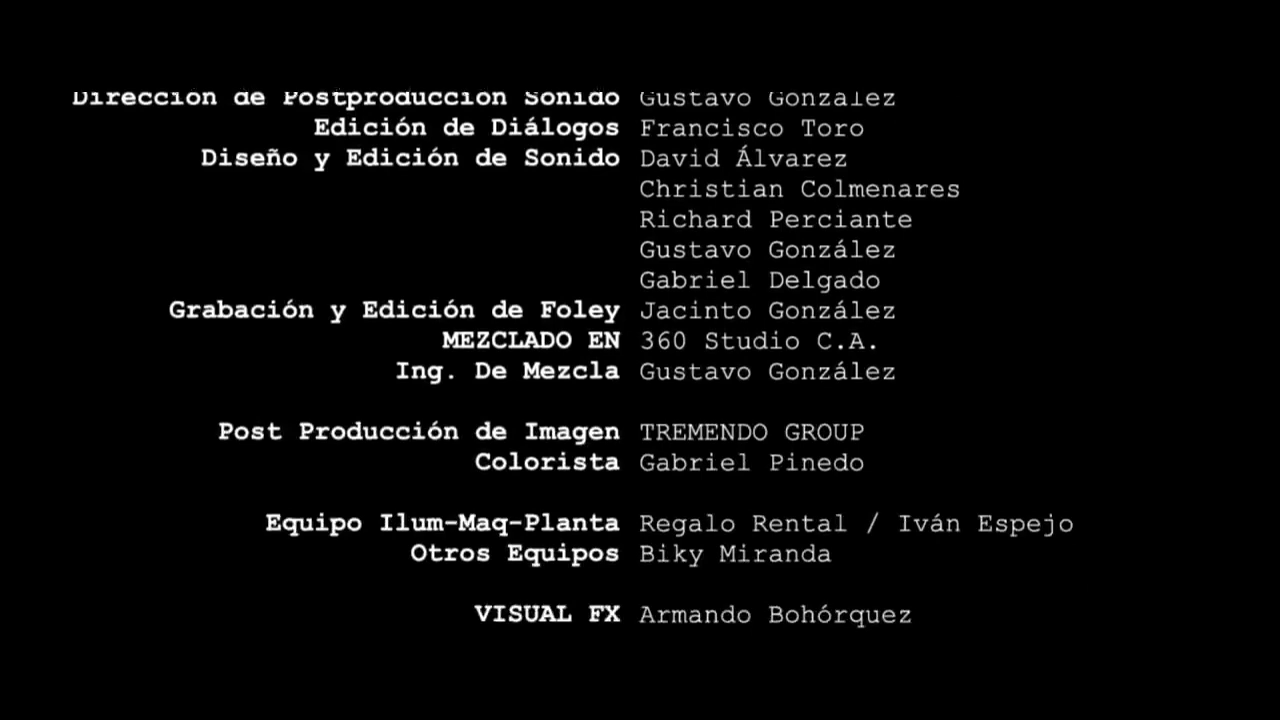 Dirección de Postproducción Sonido Gustavo González
Edición de Diálogos Francisco Toro
Diseño y Edición de Sonido David Álvarez
Christian Colmenares
Richard Perciante
Gustavo González
Gabriel Delgado
Grabación y Edición de Foley Jacinto González
MEZCLADO EN 360 Studio C.A.
Ing. De Mezcla Gustavo González
Post Producción de Imagen TREMENDO GROUP
Colorista Gabriel Pinedo
Equipo Ilum-Maq-Planta Regalo Rental / Iván Espejo
Otros Equipos Biky Miranda
VISUAL FX Armando Bohórquez